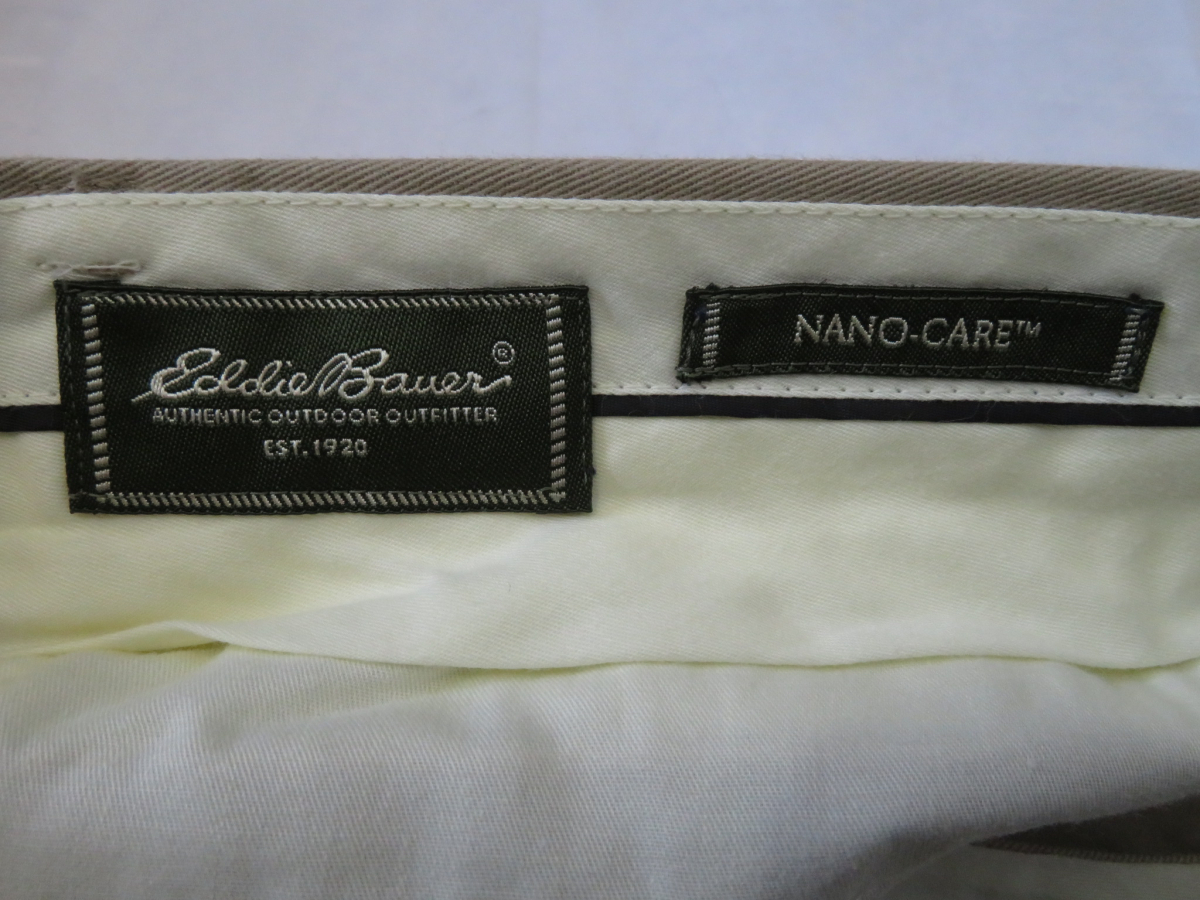 Eddie Bauer®
AUTHENTIC OUTDOOR OUTFITTER
EST. 1920
NANO-CARE™